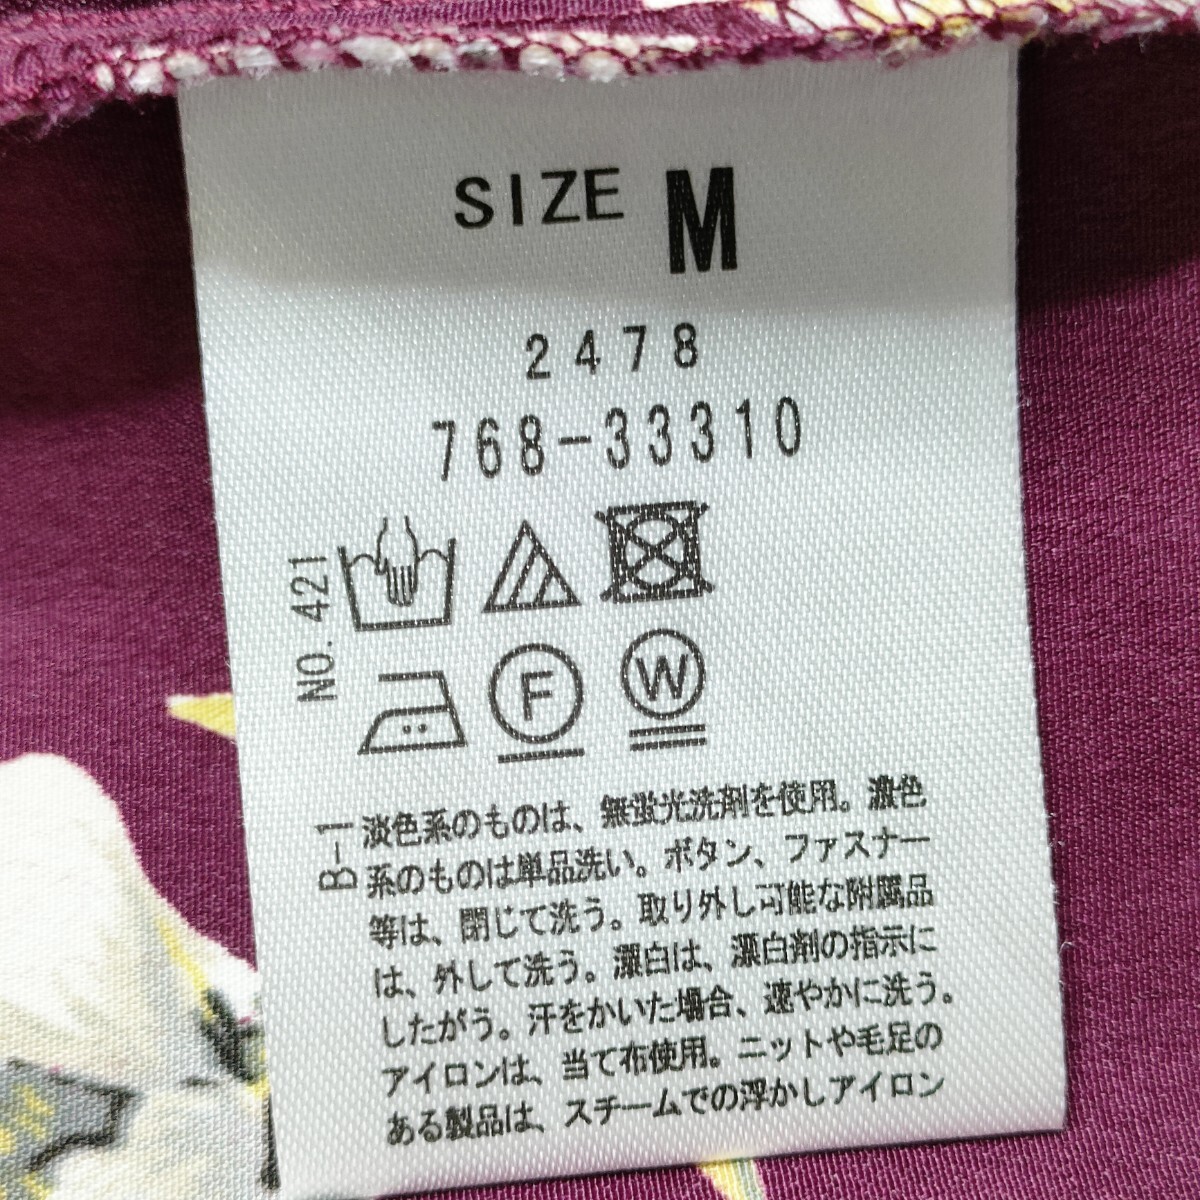 SIZE M
2478
768-33310
NO. 421
F
W
B-1
淡色系のものは、無蛍光洗剤を使用。濃色
系のものは単品洗い。ボタン、ファスナー
等は、閉じて洗う。取り外し可能な附属品
は、外して洗う。漂白は、漂白剤の指示に
したがう。汗をかいた場合、速やかに洗う。
アイロンは、当て布使用。ニットや毛足の
ある製品は、スチームでの浮かしアイロン